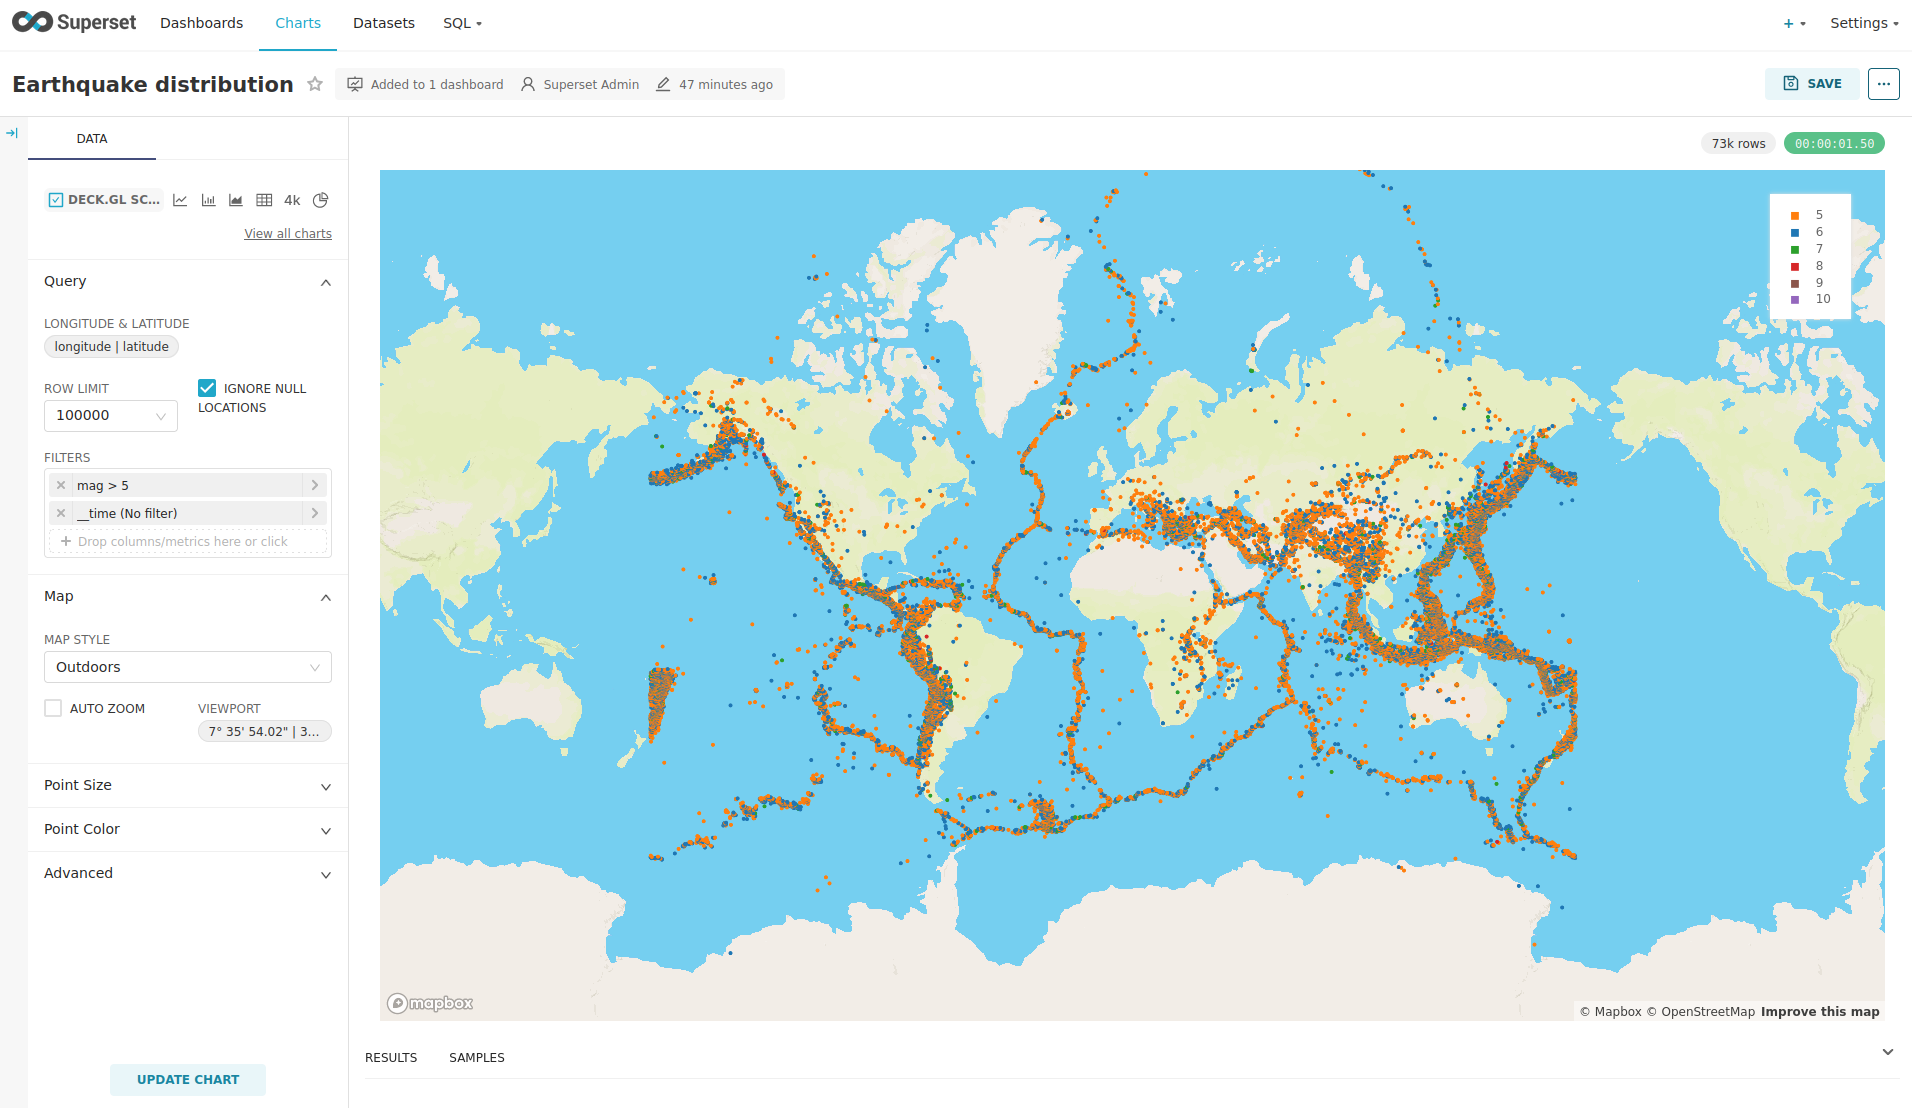 Superset
Dashboards
Charts
Datasets
SQL
+
Settings
Earthquake distribution
Added to 1 dashboard
Superset Admin
47 minutes ago
SAVE
...
DATA
DECK.GL SC...
4k
View all charts
Query
LONGITUDE & LATITUDE
longitude | latitude
ROW LIMIT
100000
IGNORE NULL
LOCATIONS
FILTERS
mag > 5
__time (No filter)
+ Drop columns/metrics here or click
Map
MAP STYLE
Outdoors
AUTO ZOOM
VIEWPORT
7° 35' 54.02" | 3...
Point Size
Point Color
Advanced
UPDATE CHART
73k rows
00:00:01.50
5
6
7
8
9
10
mapbox
© Mapbox © OpenStreetMap Improve this map
RESULTS
SAMPLES